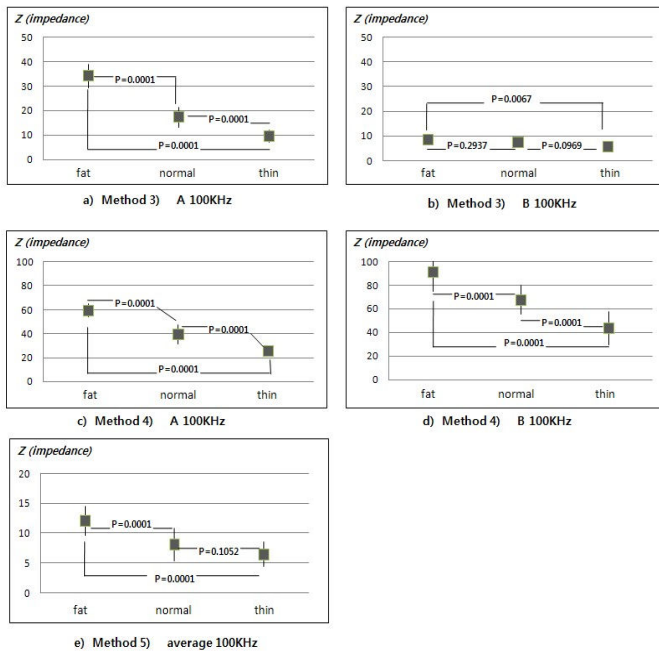 Z (impedance)
50
40
30
20
10
0
P=0.0001
P=0.0001
P=0.0001
fat normal thin
a) Method 3) A 100KHz
Z (impedance)
50
40
30
20
10
0
P=0.0067
P=0.2937
P=0.0969
fat normal thin
b) Method 3) B 100KHz
Z (impedance)
100
80
60
40
20
0
P=0.0001
P=0.0001
P=0.0001
fat normal thin
c) Method 4) A 100KHz
Z (impedance)
100
80
60
40
20
0
P=0.0001
P=0.0001
P=0.0001
fat normal thin
d) Method 4) B 100KHz
Z (impedance)
20
15
10
5
0
P=0.0001
P=0.1052
P=0.0001
fat normal thin
e) Method 5) average 100KHz